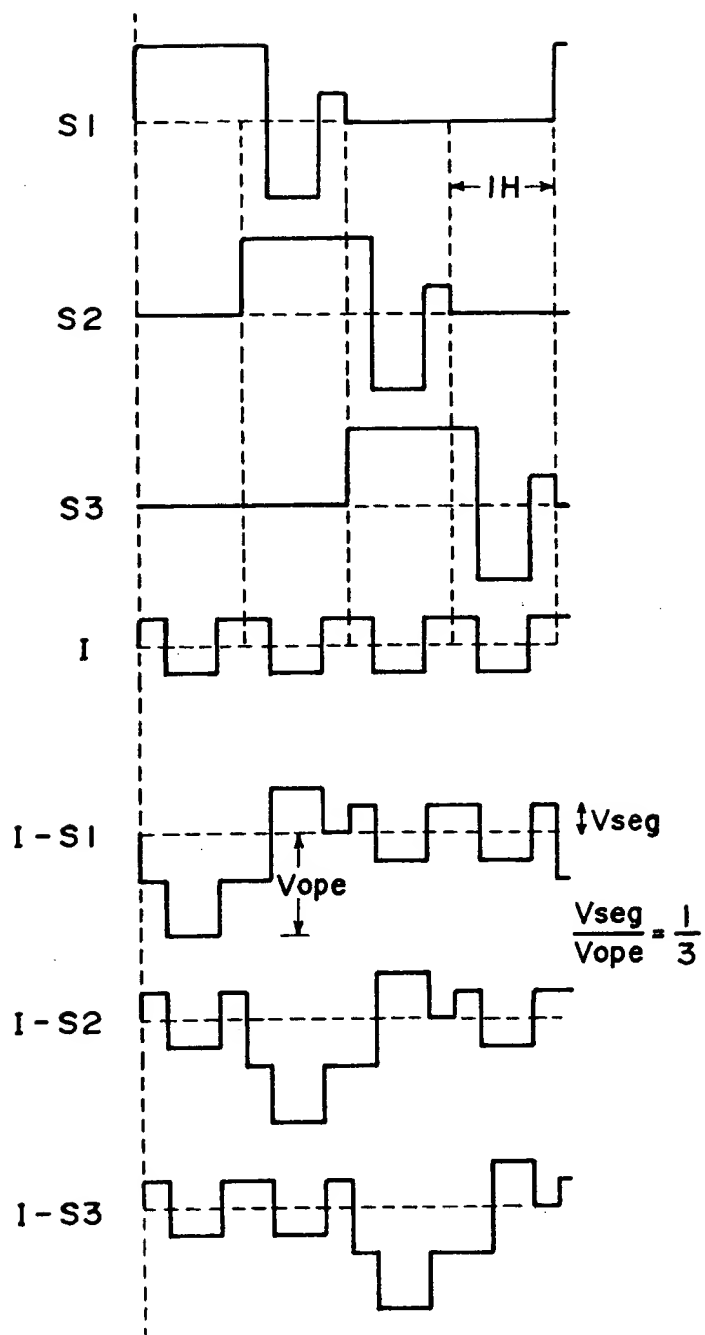 S1
1H
S2
S3
I
I-S1
Vseg
Vope
Vseg/Vope = 1/3
I-S2
I-S3